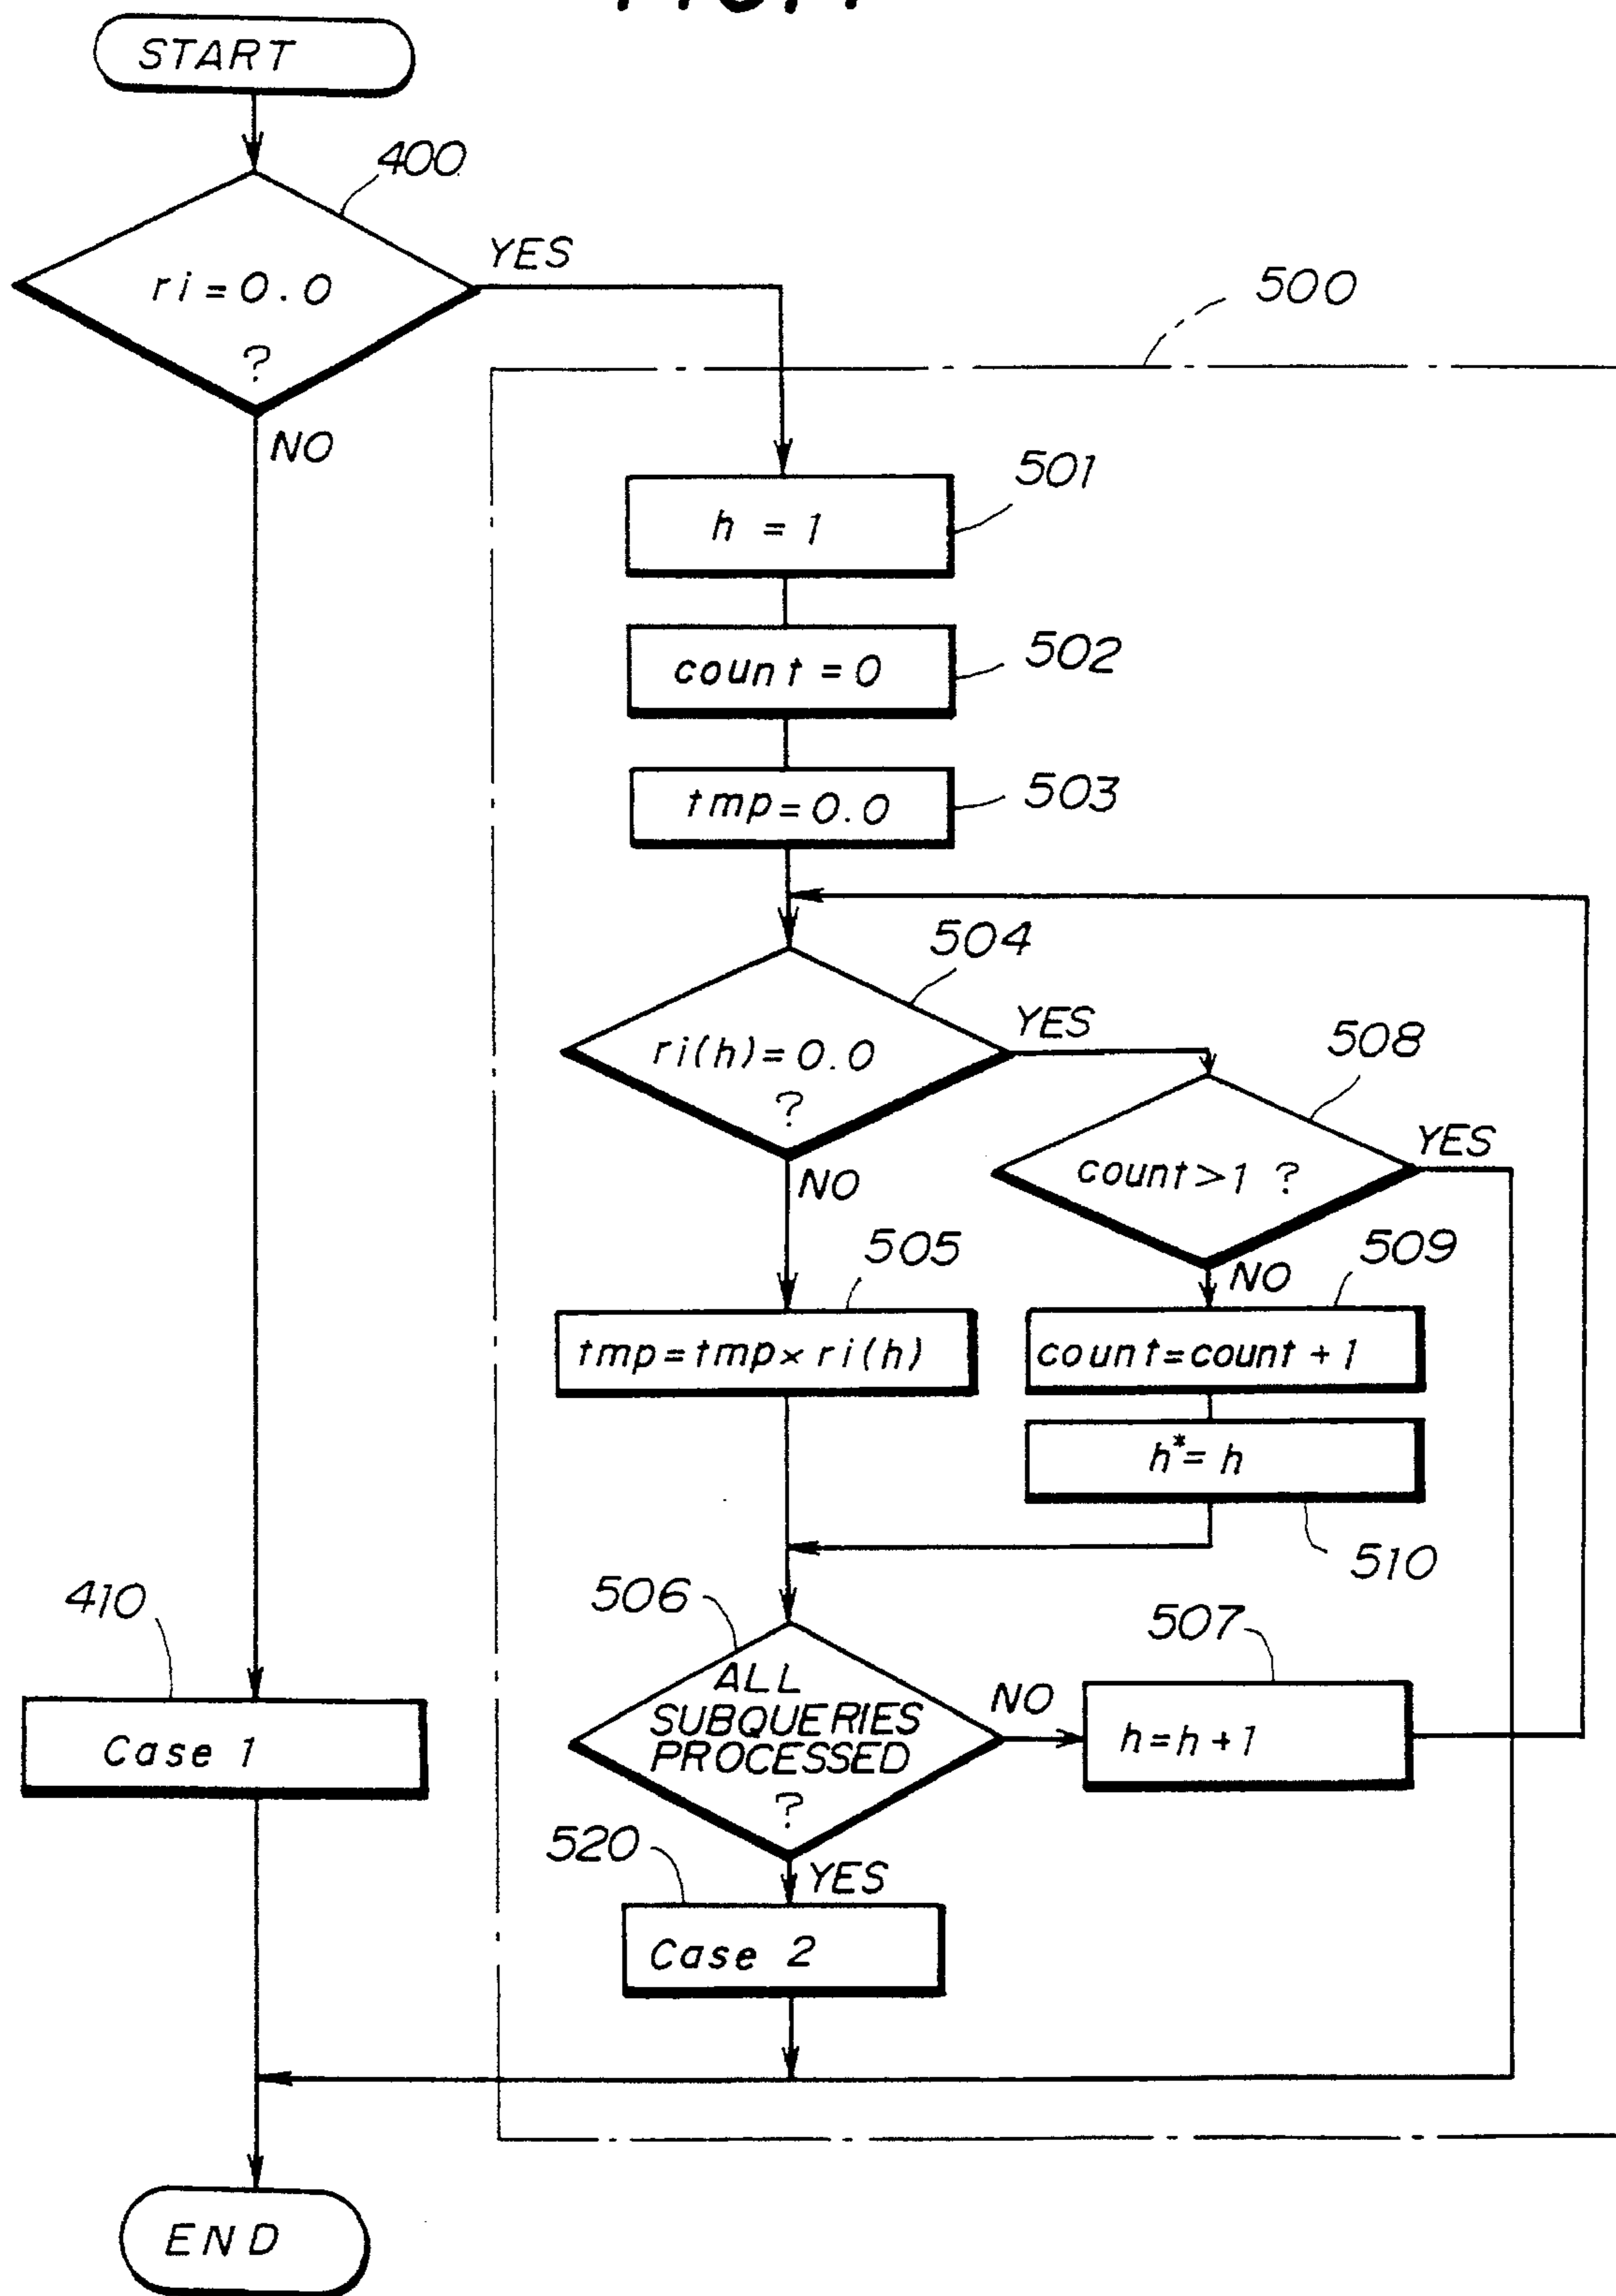 START
400
ri=0.0
?
YES
NO
500
501
h = 1
502
count=0
503
tmp=0.0
504
ri(h)=0.0
?
YES
NO
508
count>1 ?
YES
NO
505
tmp=tmp×ri(h)
509
count=count+1
h*=h
510
506
ALL
SUBQUERIES
PROCESSED
?
NO
507
h=h+1
410
Case 1
520
YES
Case 2
END